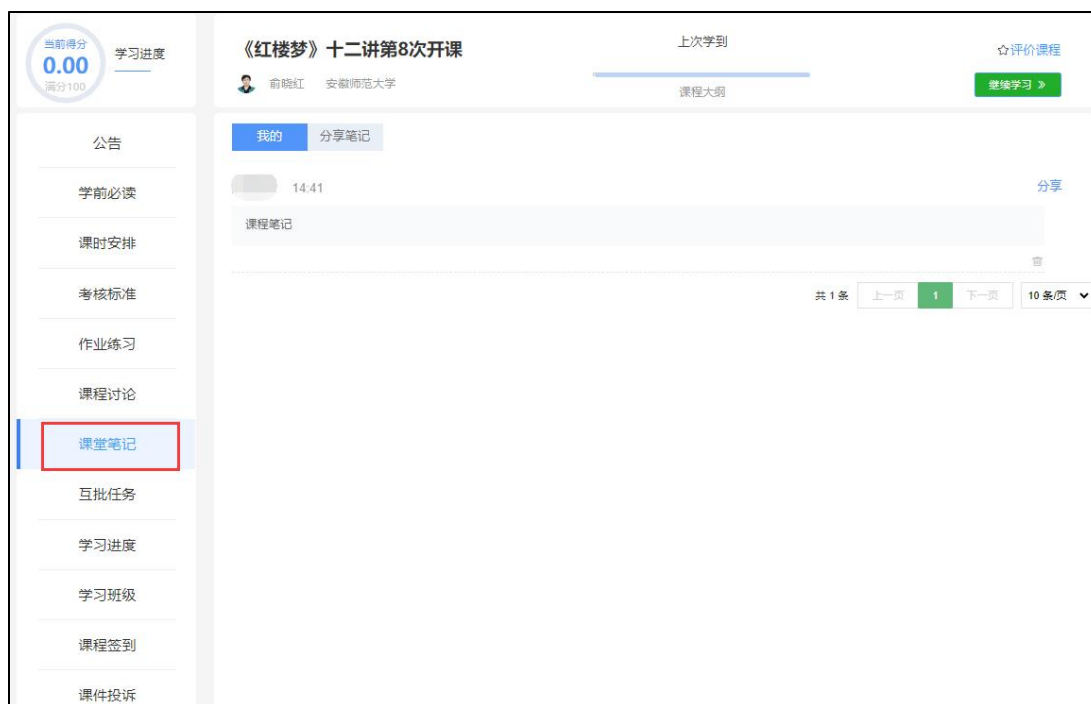 当前得分
0.00
满分100
学习进度
《红楼梦》十二讲第8次开课
俞晓红 安徽师范大学
上次学到
课程大纲
☆评价课程
继续学习 》
公告
学前必读
课时安排
考核标准
作业练习
课程讨论
课堂笔记
互批任务
学习进度
学习班级
课程签到
课件投诉
我的 分享笔记
14:41 分享
课程笔记
共 1 条 上一页 1 下一页 10 条/页